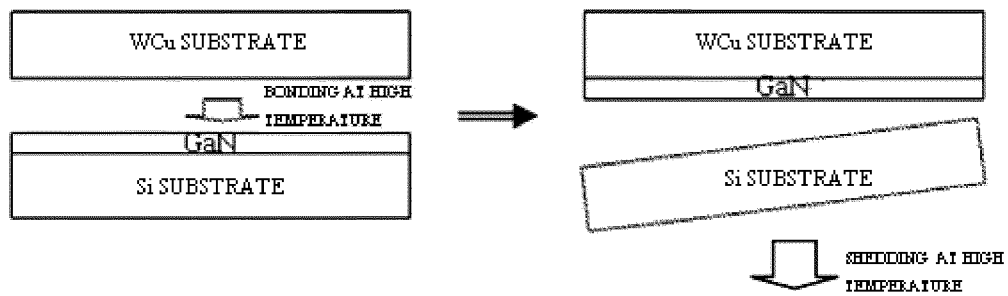 WCu SUBSTRATE
BONDING AT HIGH
TEMPERATURE
GaN
Si SUBSTRATE
WCu SUBSTRATE
GaN
Si SUBSTRATE
SHEDDING AT HIGH
TEMPERATURE